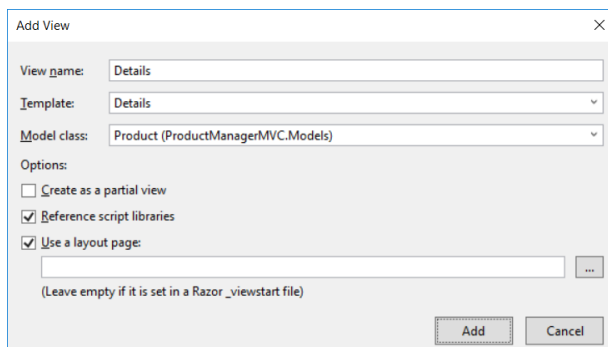 Add View
View name: Details
Template: Details
Model class: Product (ProductManagerMVC.Models)
Options:
Create as a partial view
Reference script libraries
Use a layout page:
...
(Leave empty if it is set in a Razor _viewstart file)
Add Cancel